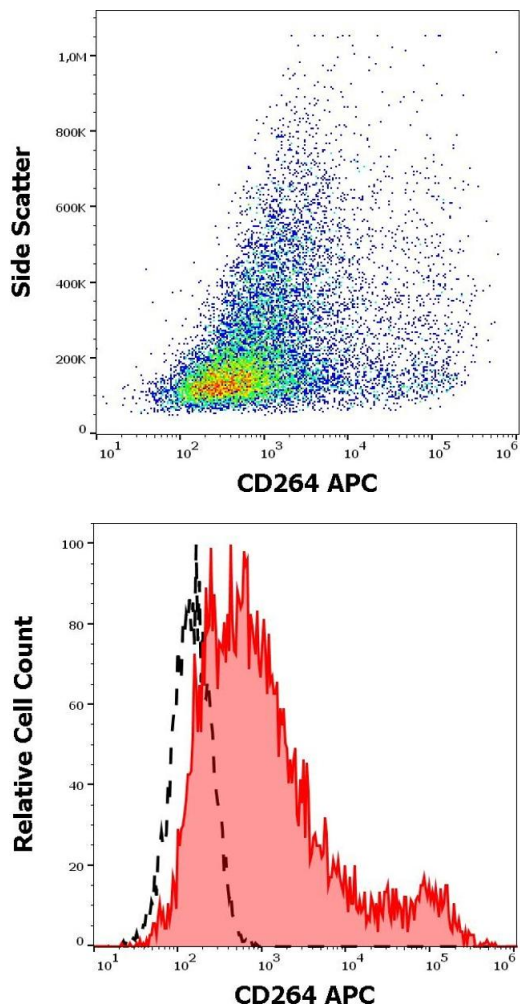 1,0M
800K
600K
400K
200K
0
Side Scatter
10¹ 10² 10³ 10⁴ 10⁵ 10⁶
CD264 APC
100
80
60
40
20
0
Relative Cell Count
10¹ 10² 10³ 10⁴ 10⁵ 10⁶
CD264 APC